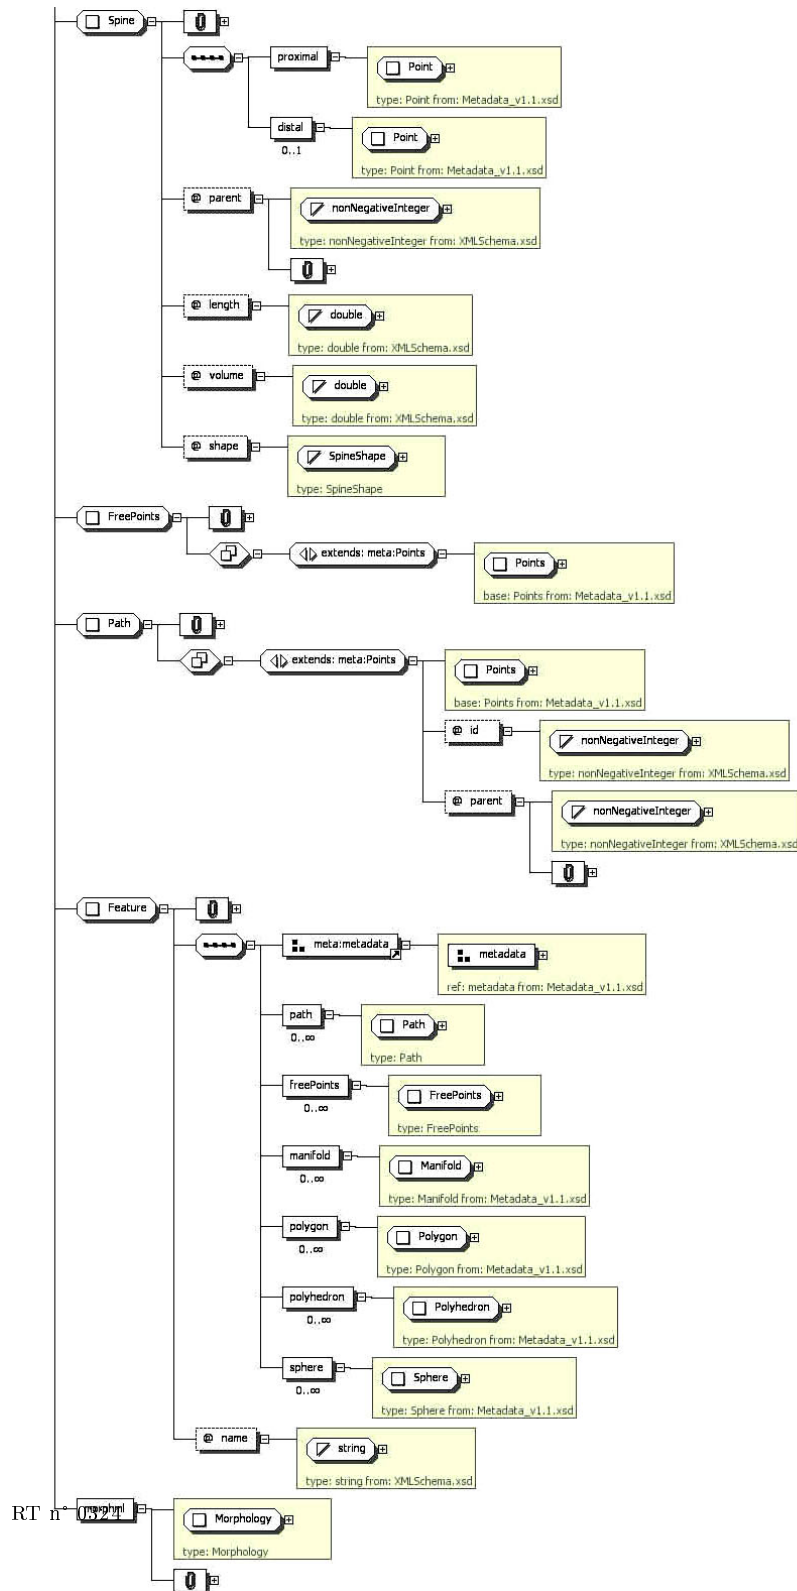 Spine
proximal
Point
type: Point from: Metadata_v1.1.xsd
distal
0..1
Point
type: Point from: Metadata_v1.1.xsd
@ parent
nonNegativeInteger
type: nonNegativeInteger from: XMLSchema.xsd
@ length
double
type: double from: XMLSchema.xsd
@ volume
double
type: double from: XMLSchema.xsd
@ shape
SpineShape
type: SpineShape
FreePoints
extends: meta:Points
Points
base: Points from: Metadata_v1.1.xsd
Path
extends: meta:Points
Points
base: Points from: Metadata_v1.1.xsd
@ id
nonNegativeInteger
type: nonNegativeInteger from: XMLSchema.xsd
@ parent
nonNegativeInteger
type: nonNegativeInteger from: XMLSchema.xsd
Feature
meta:metadata
metadata
ref: metadata from: Metadata_v1.1.xsd
path
0..∞
Path
type: Path
freePoints
0..∞
FreePoints
type: FreePoints
manifold
0..∞
Manifold
type: Manifold from: Metadata_v1.1.xsd
polygon
0..∞
Polygon
type: Polygon from: Metadata_v1.1.xsd
polyhedron
0..∞
Polyhedron
type: Polyhedron from: Metadata_v1.1.xsd
sphere
0..∞
Sphere
type: Sphere from: Metadata_v1.1.xsd
@ name
string
type: string from: XMLSchema.xsd
morphml
RT n° 0324
Morphology
type: Morphology